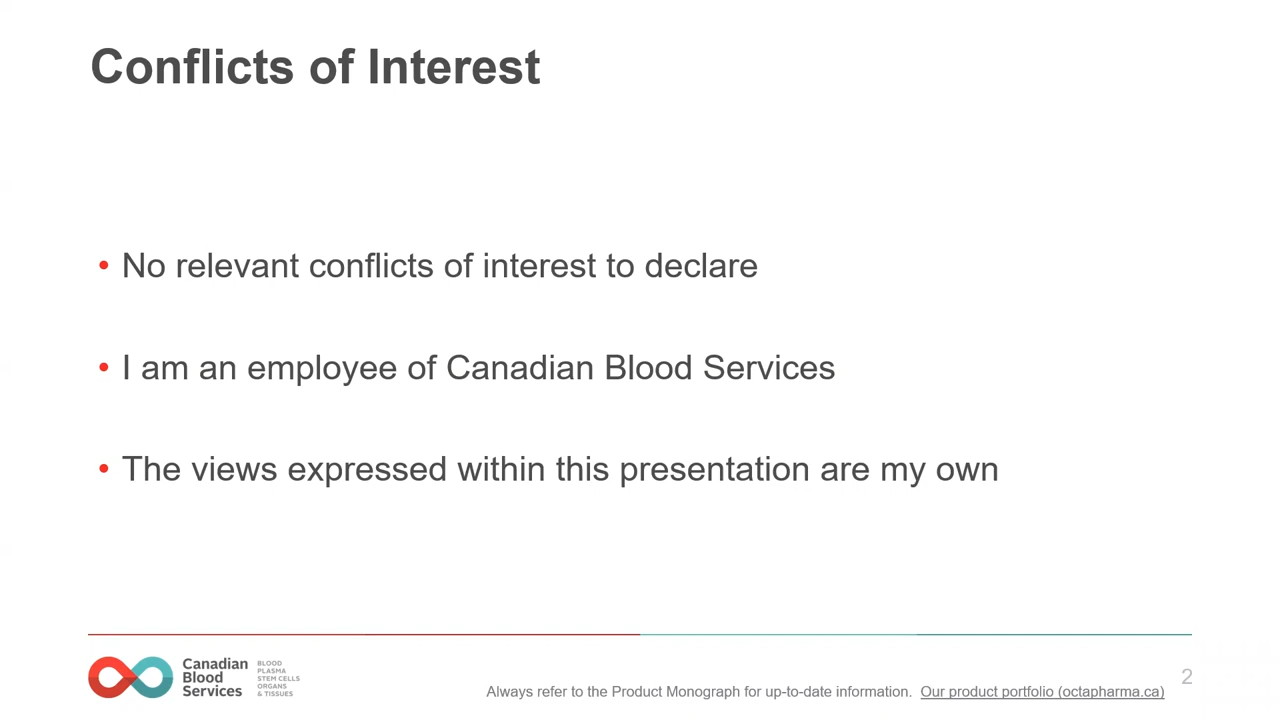 Conflicts of Interest
• No relevant conflicts of interest to declare
• I am an employee of Canadian Blood Services
• The views expressed within this presentation are my own
Canadian
Blood
Services
BLOOD
PLASMA
STEM CELLS
ORGANS
& TISSUES
Always refer to the Product Monograph for up-to-date information. Our product portfolio (octapharma.ca)
2